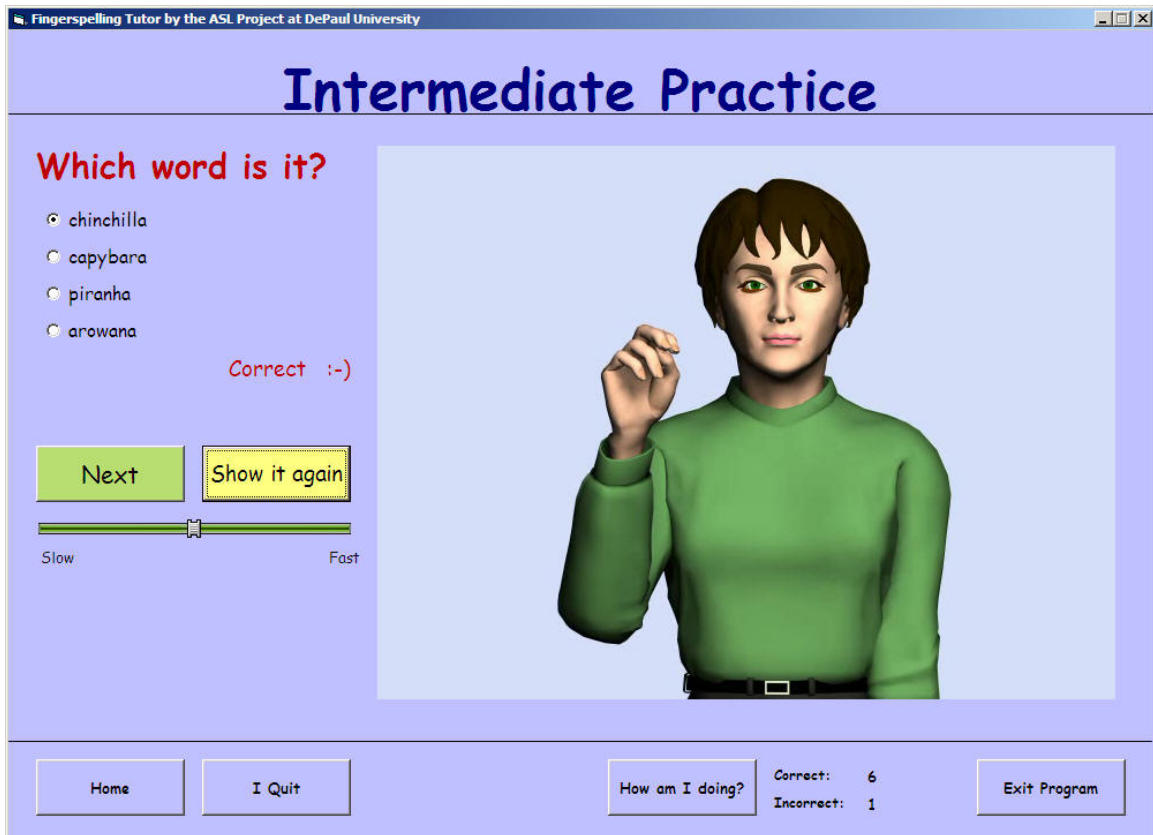 Fingerspelling Tutor by the ASL Project at DePaul University
Intermediate Practice
Which word is it?
chinchilla
capybara
piranha
arowana
Correct :-)
Next
Show it again
Slow
Fast
Home
I Quit
How am I doing?
Correct: 6
Incorrect: 1
Exit Program